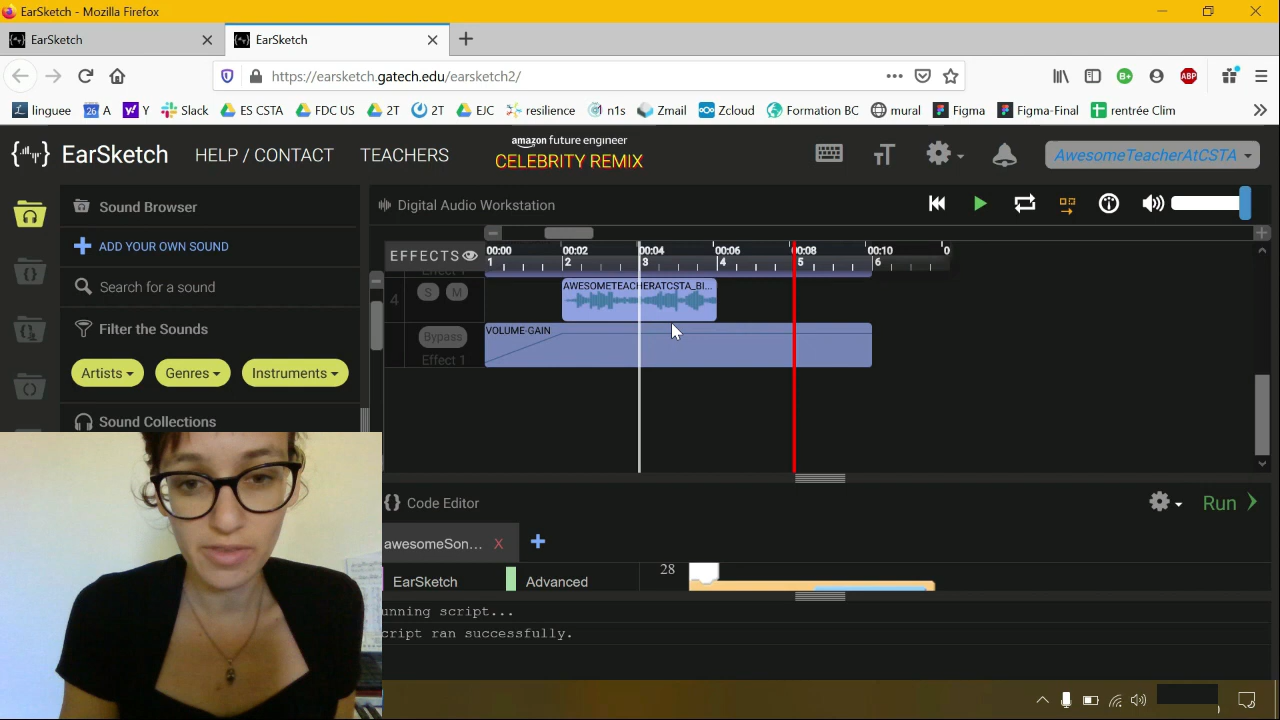 EarSketch - Mozilla Firefox
EarSketch
EarSketch
https://earsketch.gatech.edu/earsketch2/
linguee 26 A Y Slack ES CSTA FDC US 2T 2T EJC resilience n1s Zmail Zcloud Formation BC mural Figma Figma-Final rentrée Clim
EarSketch HELP / CONTACT TEACHERS
amazon future engineer
CELEBRITY REMIX
AwesomeTeacherAtCSTA
Sound Browser
ADD YOUR OWN SOUND
Search for a sound
Filter the Sounds
Artists Genres Instruments
Sound Collections
Digital Audio Workstation
EFFECTS
00:00 00:02 00:04 00:06 00:08 00:10 0
1 2 3 4 5 6
Effect 1
4 S M
AWESOMETEACHERATCSTA_BI...
Bypass
VOLUME-GAIN
Effect 1
Code Editor
Run
awesomeSon... X
EarSketch Advanced
28
unning script...
cript ran successfully.